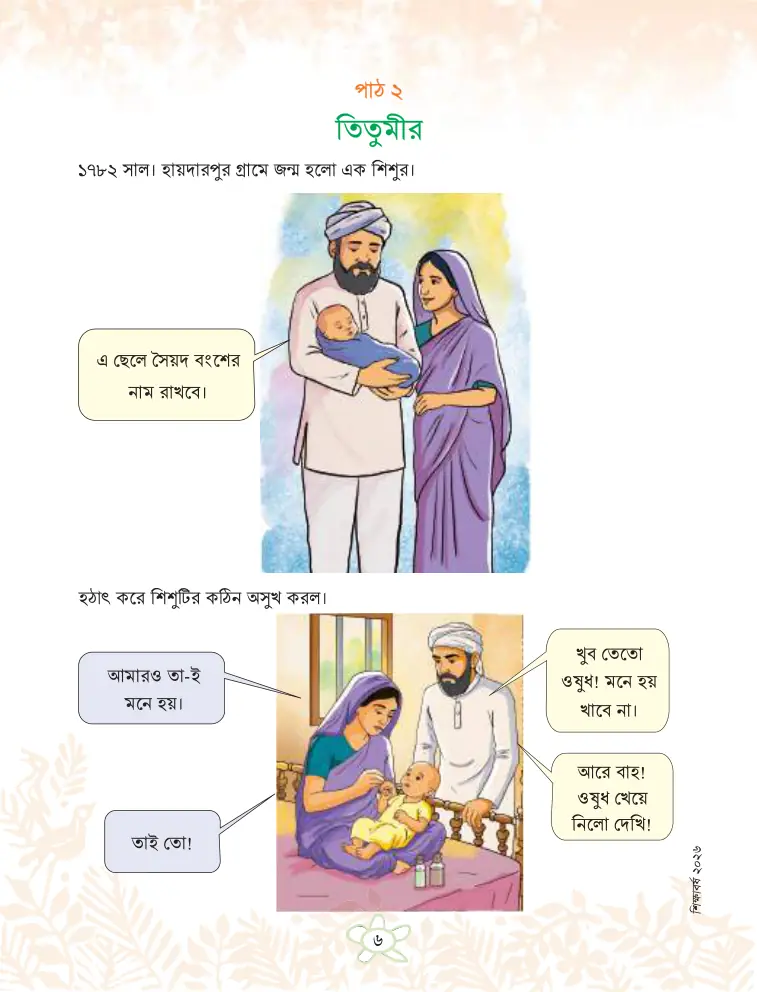 পাঠ ২
তিতুমীর
১৭৮২ সাল। হায়দারপুর গ্রামে জন্ম হলো এক শিশুর।
এ ছেলে সৈয়দ বংশের
নাম রাখবে।
হঠাৎ করে শিশুটির কঠিন অসুখ করল।
খুব তেতো
ওষুধ! মনে হয়
খাবে না।
আমারও তা-ই
মনে হয়।
আরে বাহ!
ওষুধ খেয়ে
নিলো দেখি!
তাই তো!
শিক্ষাবর্ষ ২০২৬
৬